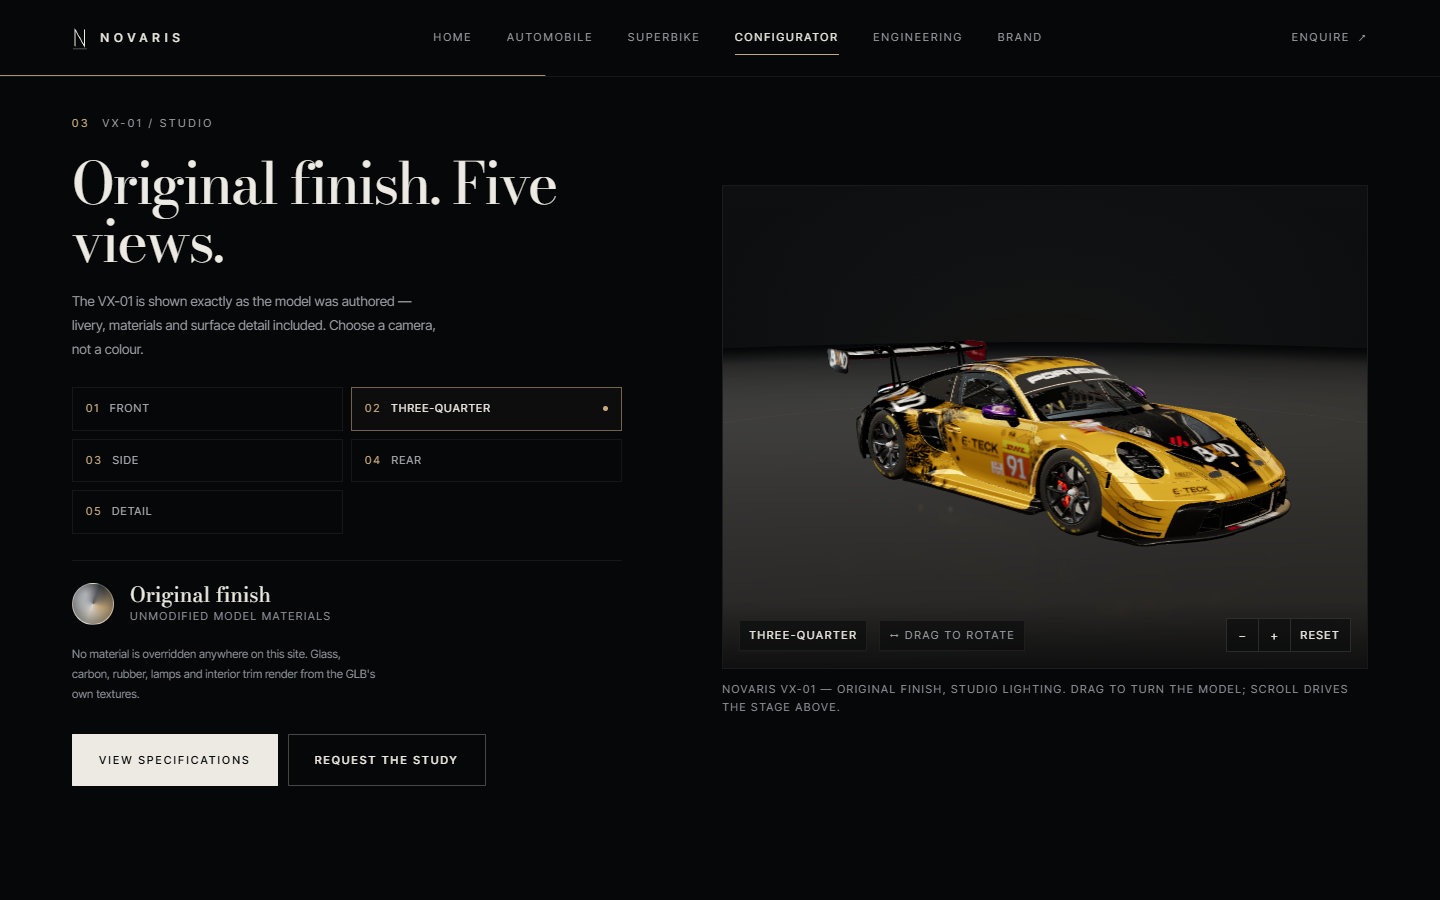 N NOVARIS
HOME AUTOMOBILE SUPERBIKE CONFIGURATOR ENGINEERING BRAND
ENQUIRE ↗
03 VX-01 / STUDIO
Original finish. Five
views.
The VX-01 is shown exactly as the model was authored —
livery, materials and surface detail included. Choose a camera,
not a colour.
01 FRONT
02 THREE-QUARTER
03 SIDE
04 REAR
05 DETAIL
Original finish
UNMODIFIED MODEL MATERIALS
No material is overridden anywhere on this site. Glass,
carbon, rubber, lamps and interior trim render from the GLB's
own textures.
VIEW SPECIFICATIONS
REQUEST THE STUDY
E-TECK
91
E-TECK
THREE-QUARTER
↔ DRAG TO ROTATE
− + RESET
NOVARIS VX-01 — ORIGINAL FINISH, STUDIO LIGHTING. DRAG TO TURN THE MODEL; SCROLL DRIVES
THE STAGE ABOVE.